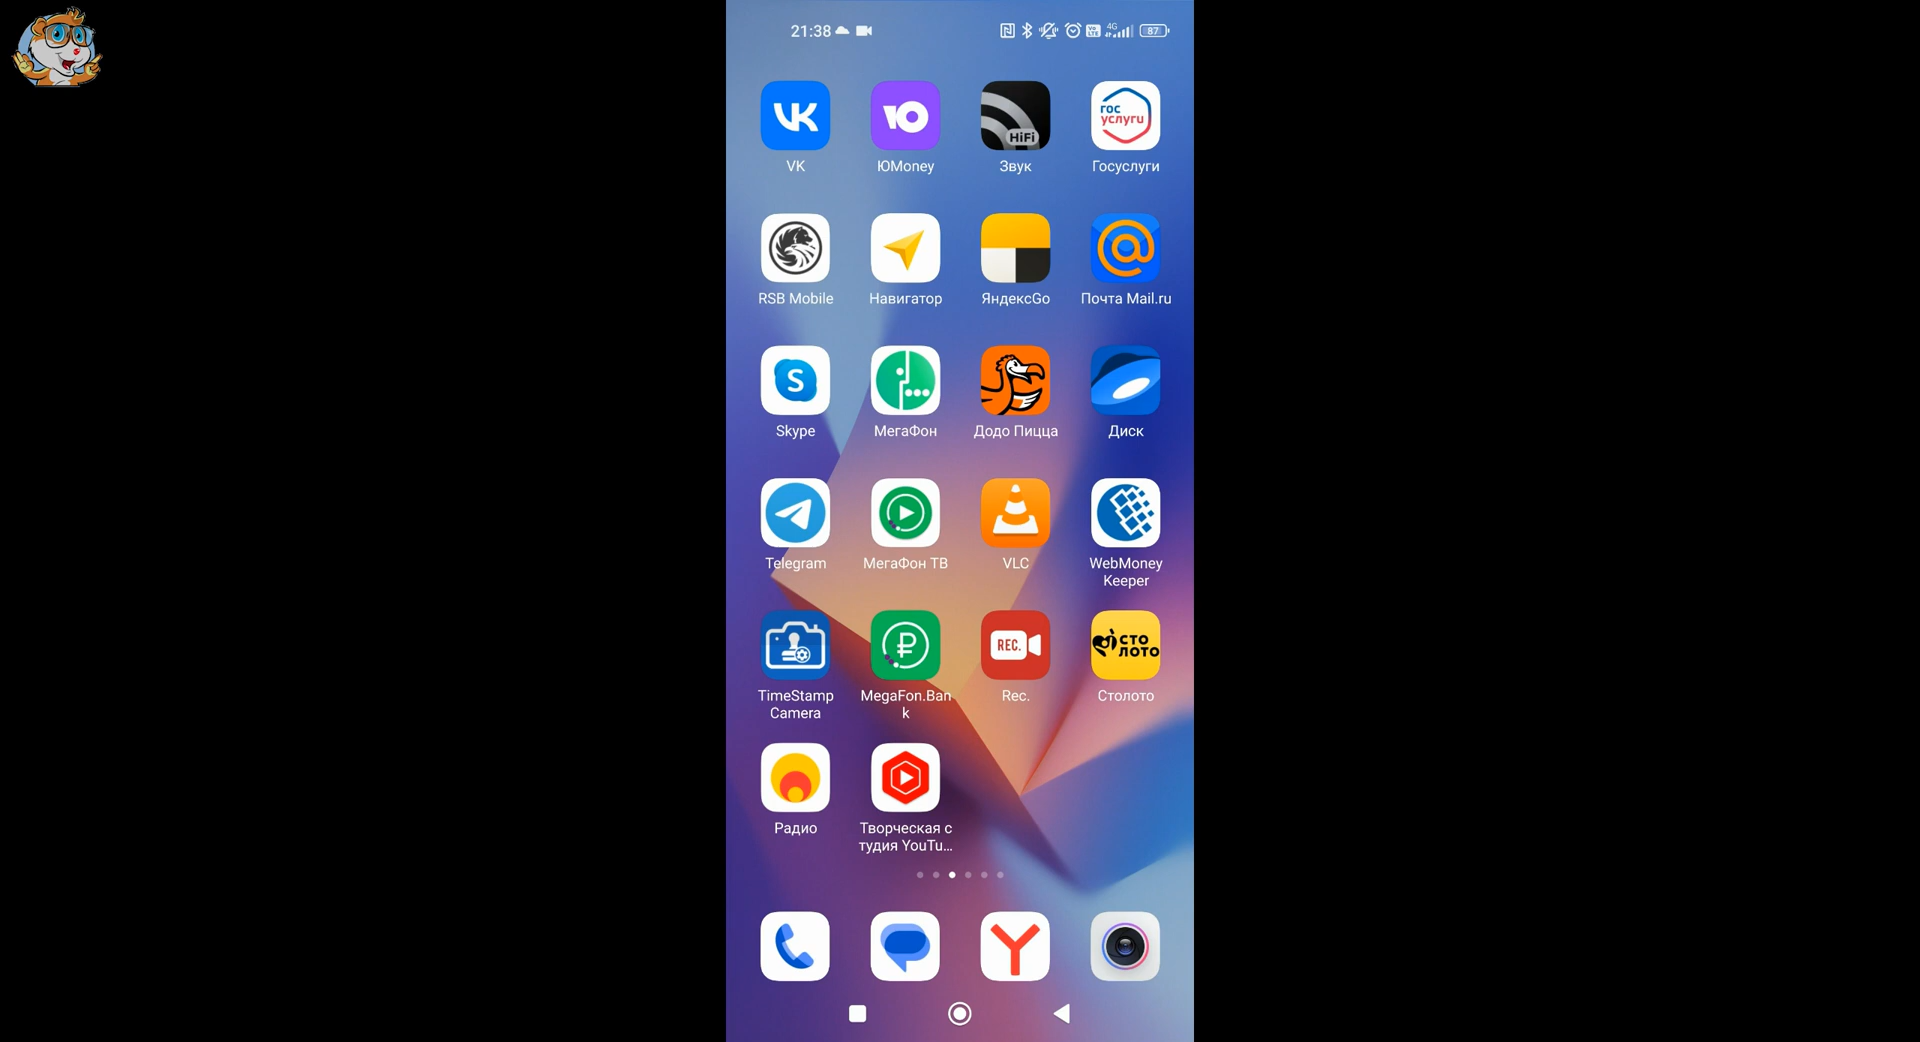 21:38
4G
87
VK
ЮMoney
HiFi
Звук
гос
услуги
Госуслуги
RSB Mobile
Навигатор
ЯндексGo
Почта Mail.ru
S
Skype
МегаФон
Додо Пицца
Диск
Telegram
МегаФон ТВ
VLC
WebMoney
Keeper
TimeStamp
Camera
₽
MegaFon.Ban
k
REC.
Rec.
СТО
ЛОТО
Столото
Радио
Творческая с
тудия YouTu...